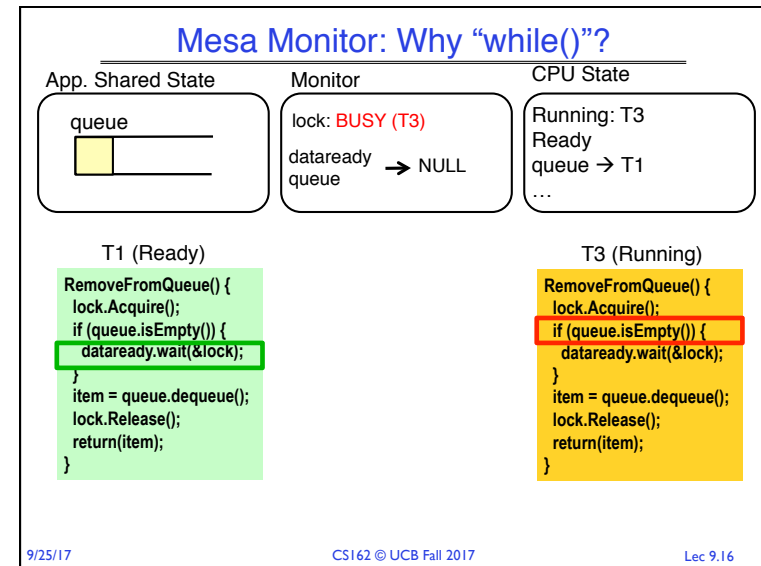 Mesa Monitor: Why “while()”?
App. Shared State
Monitor
CPU State
queue
lock: BUSY (T3)
dataready
queue → NULL
Running: T3
Ready
queue → T1
…
T1 (Ready)
RemoveFromQueue() {
lock.Acquire();
if (queue.isEmpty()) {
dataready.wait(&lock);
}
item = queue.dequeue();
lock.Release();
return(item);
}
T3 (Running)
RemoveFromQueue() {
lock.Acquire();
if (queue.isEmpty()) {
dataready.wait(&lock);
}
item = queue.dequeue();
lock.Release();
return(item);
}
9/25/17
CS162 © UCB Fall 2017
Lec 9.16